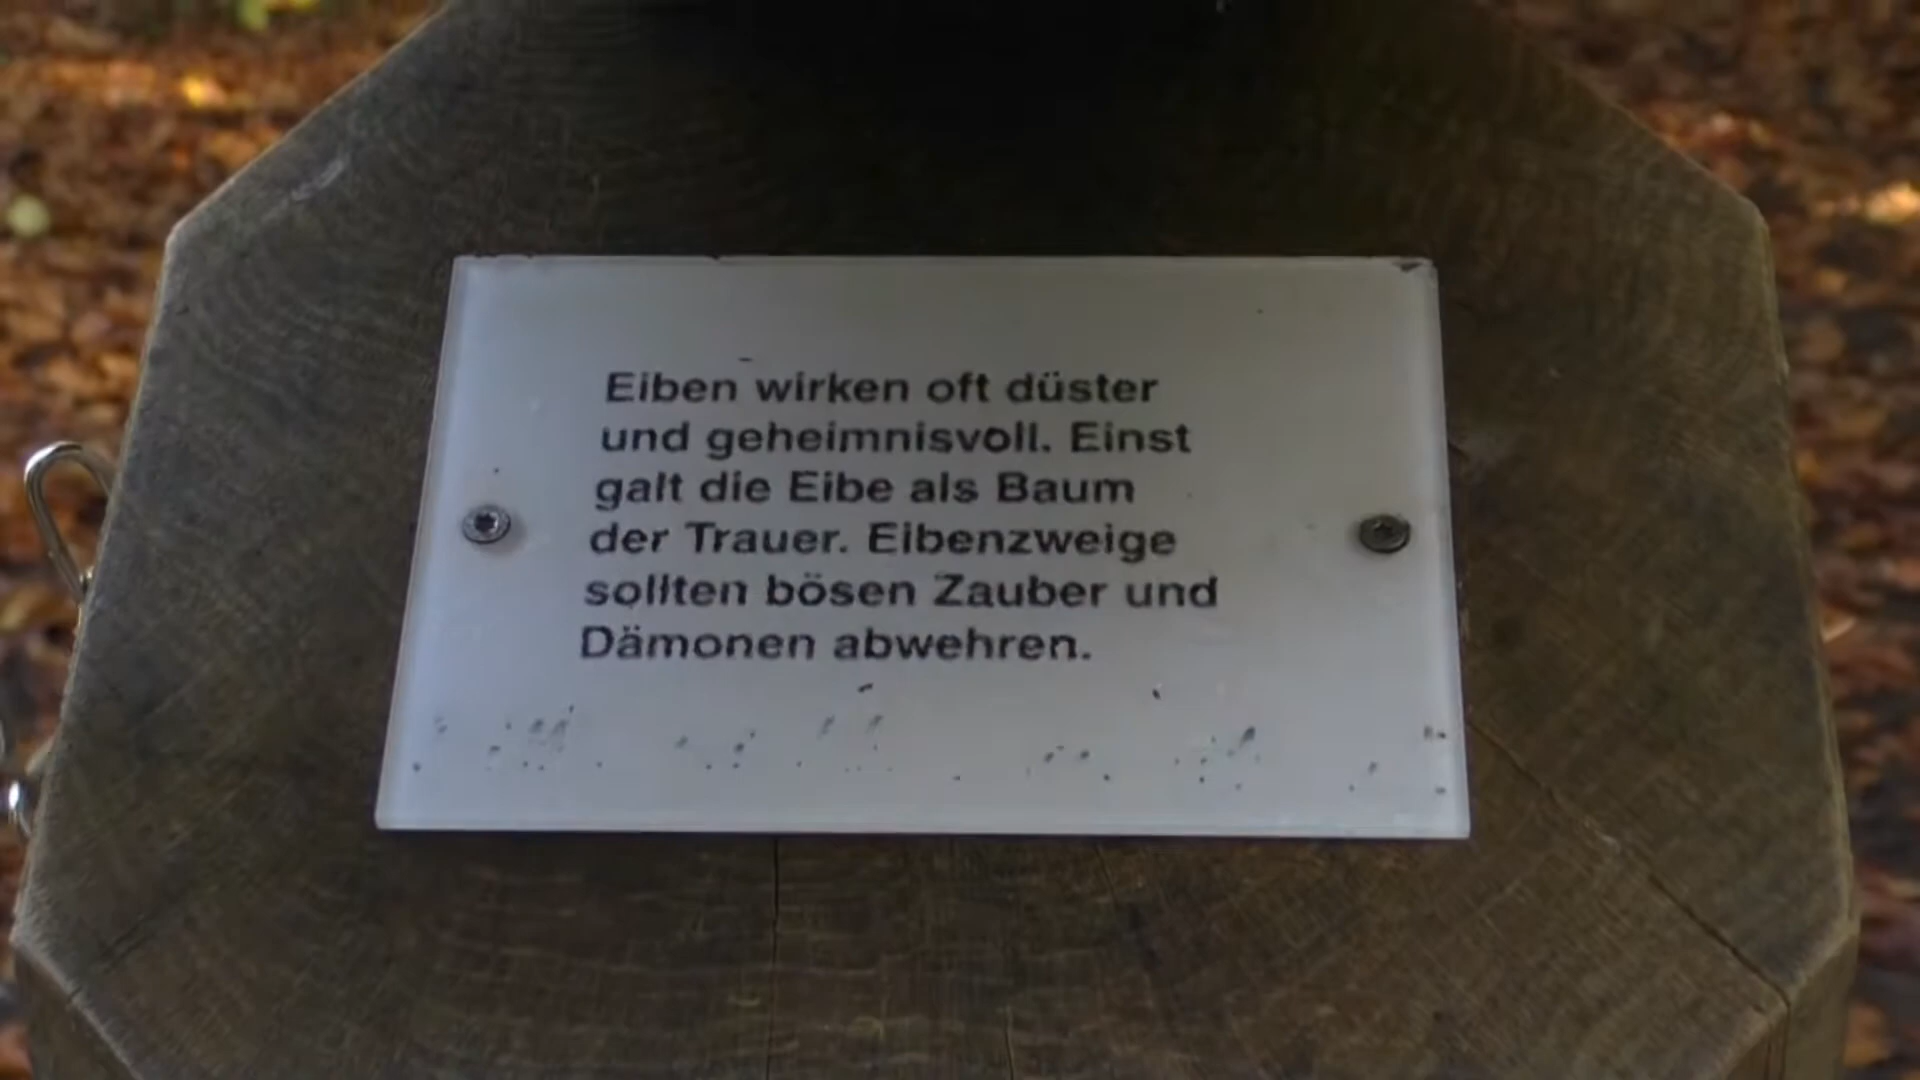 Eiben wirken oft düster
und geheimnisvoll. Einst
galt die Eibe als Baum
der Trauer. Eibenzweige
sollten bösen Zauber und
Dämonen abwehren.